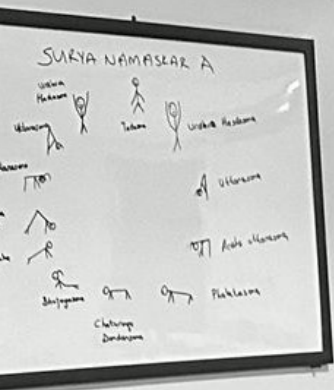 SURYA NAMASKAR A
Urdhva
Hastasana
Tadasana
Urdhva Hastasana
Uttanasana
Uttanasana
Ardha Uttanasana
Phalakasana
Bhujangasana
Chaturanga
Dandasana